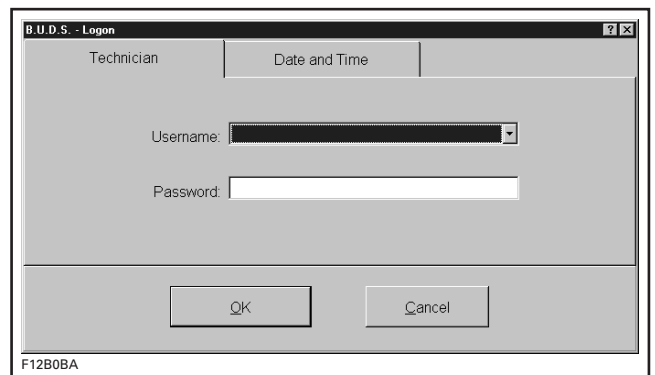 B.U.D.S. - Logon
Technician Date and Time
Username:
Password:
OK Cancel
F12B0BA